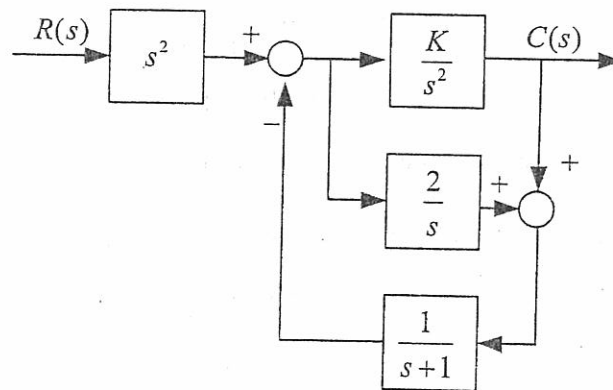 R(s)
s²
+
K
s²
C(s)
−
+
2
s
+
1
s+1